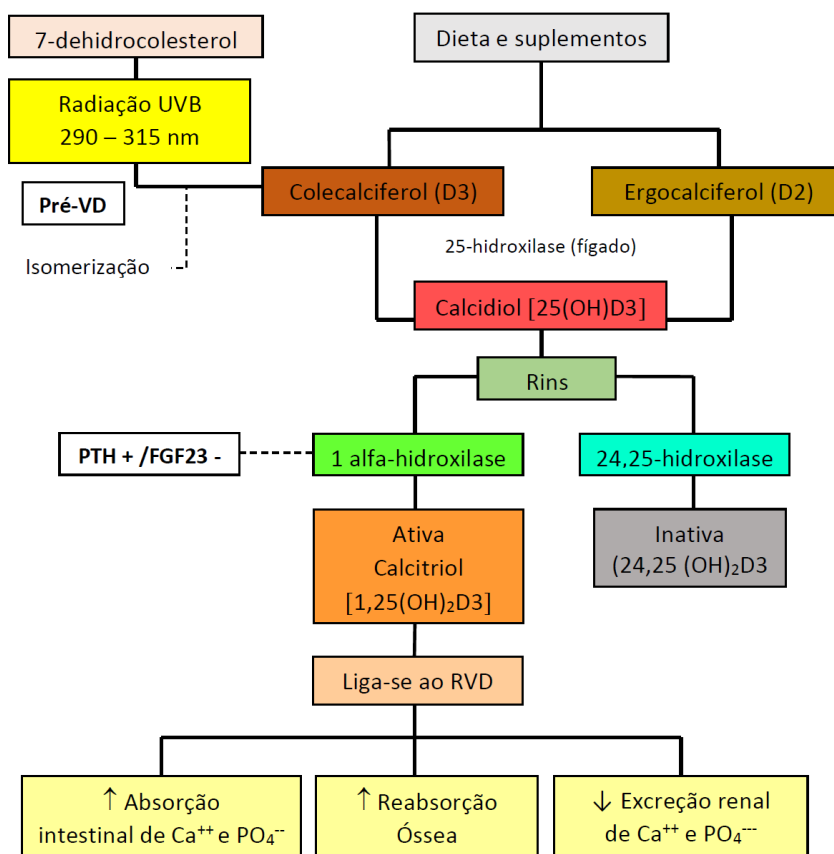 7-dehidrocolesterol
Dieta e suplementos
Radiação UVB
290 – 315 nm
Colecalciferol (D3)
Ergocalciferol (D2)
Pré-VD
25-hidroxilase (fígado)
Isomerização
Calcidiol [25(OH)D3]
Rins
PTH + /FGF23 -
1 alfa-hidroxilase
24,25-hidroxilase
Ativa
Calcitriol
[1,25(OH)₂D3]
Inativa
(24,25 (OH)₂D3
Liga-se ao RVD
↑ Absorção
intestinal de Ca⁺⁺ e PO₄⁻⁻
↑ Reabsorção
Óssea
↓ Excreção renal
de Ca⁺⁺ e PO₄⁻⁻⁻